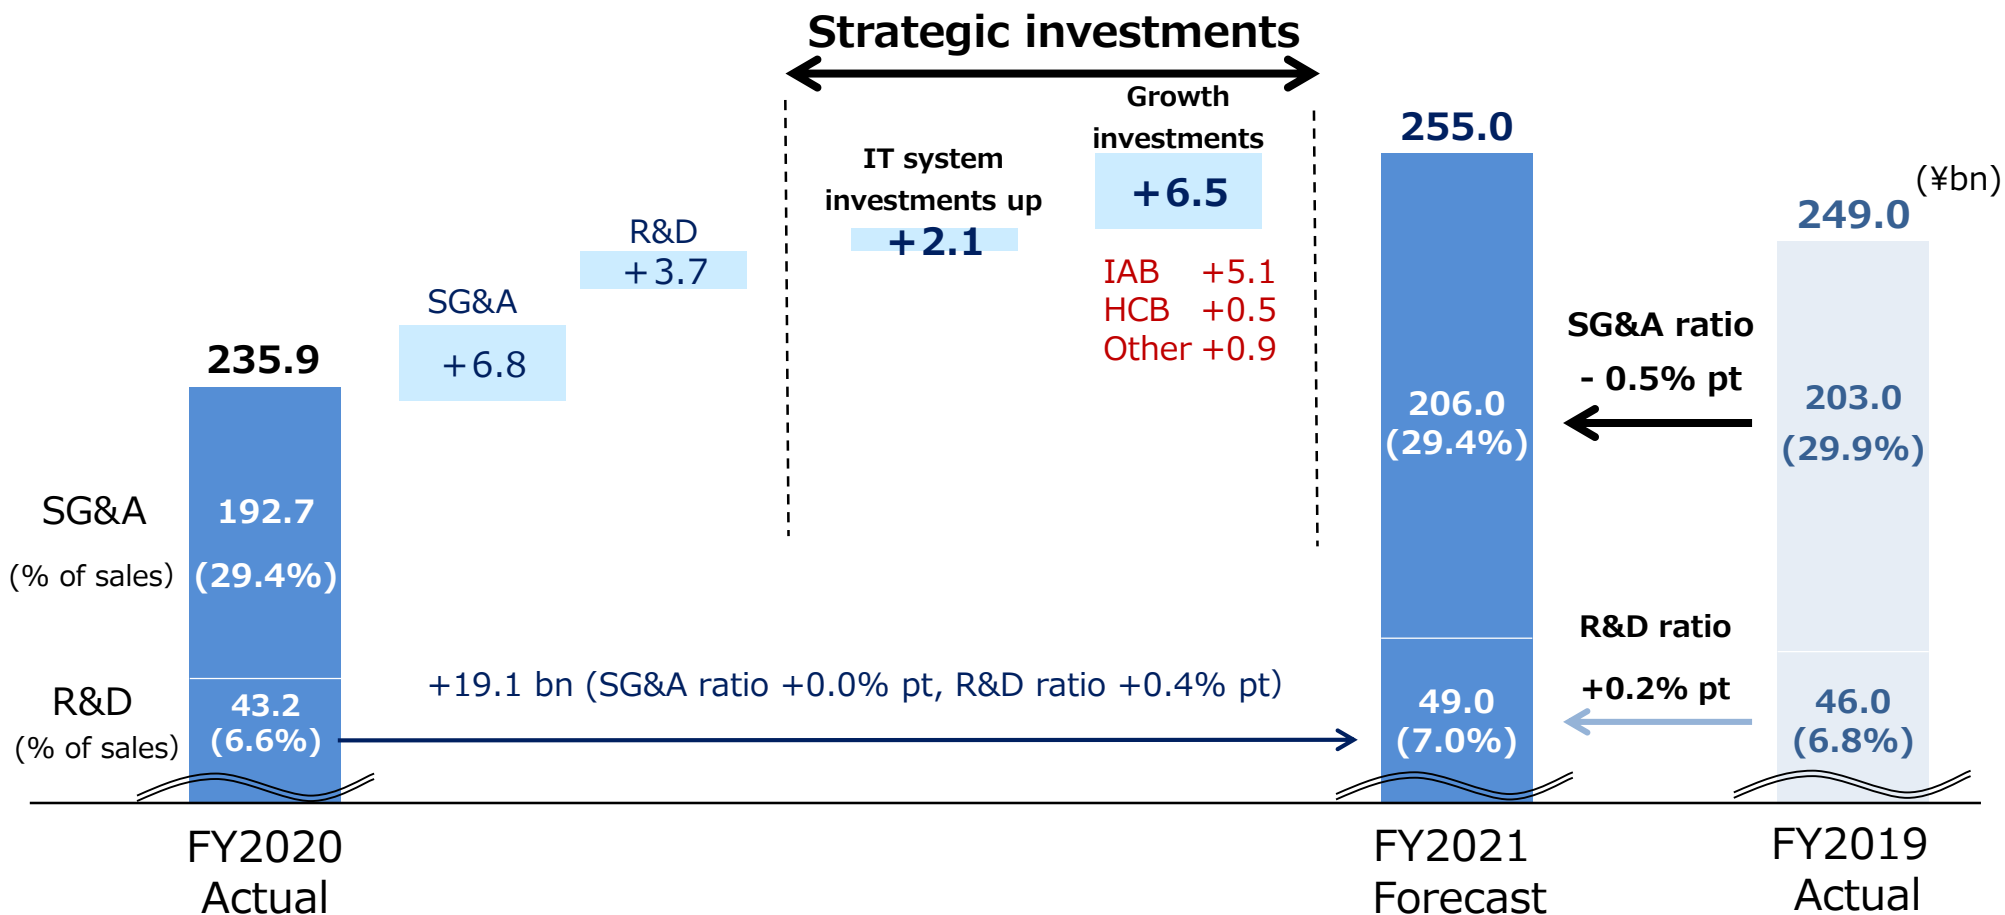 Strategic investments
Growth
investments
+6.5
IAB +5.1
HCB +0.5
Other +0.9
IT system
investments up
+2.1
R&D
+3.7
SG&A
+6.8
235.9
255.0
(¥bn)
249.0
SG&A ratio
- 0.5% pt
206.0
(29.4%)
203.0
(29.9%)
SG&A
(% of sales)
192.7
(29.4%)
R&D
(% of sales)
43.2
(6.6%)
+19.1 bn (SG&A ratio +0.0% pt, R&D ratio +0.4% pt)
49.0
(7.0%)
R&D ratio
+0.2% pt
46.0
(6.8%)
FY2020
Actual
FY2021
Forecast
FY2019
Actual